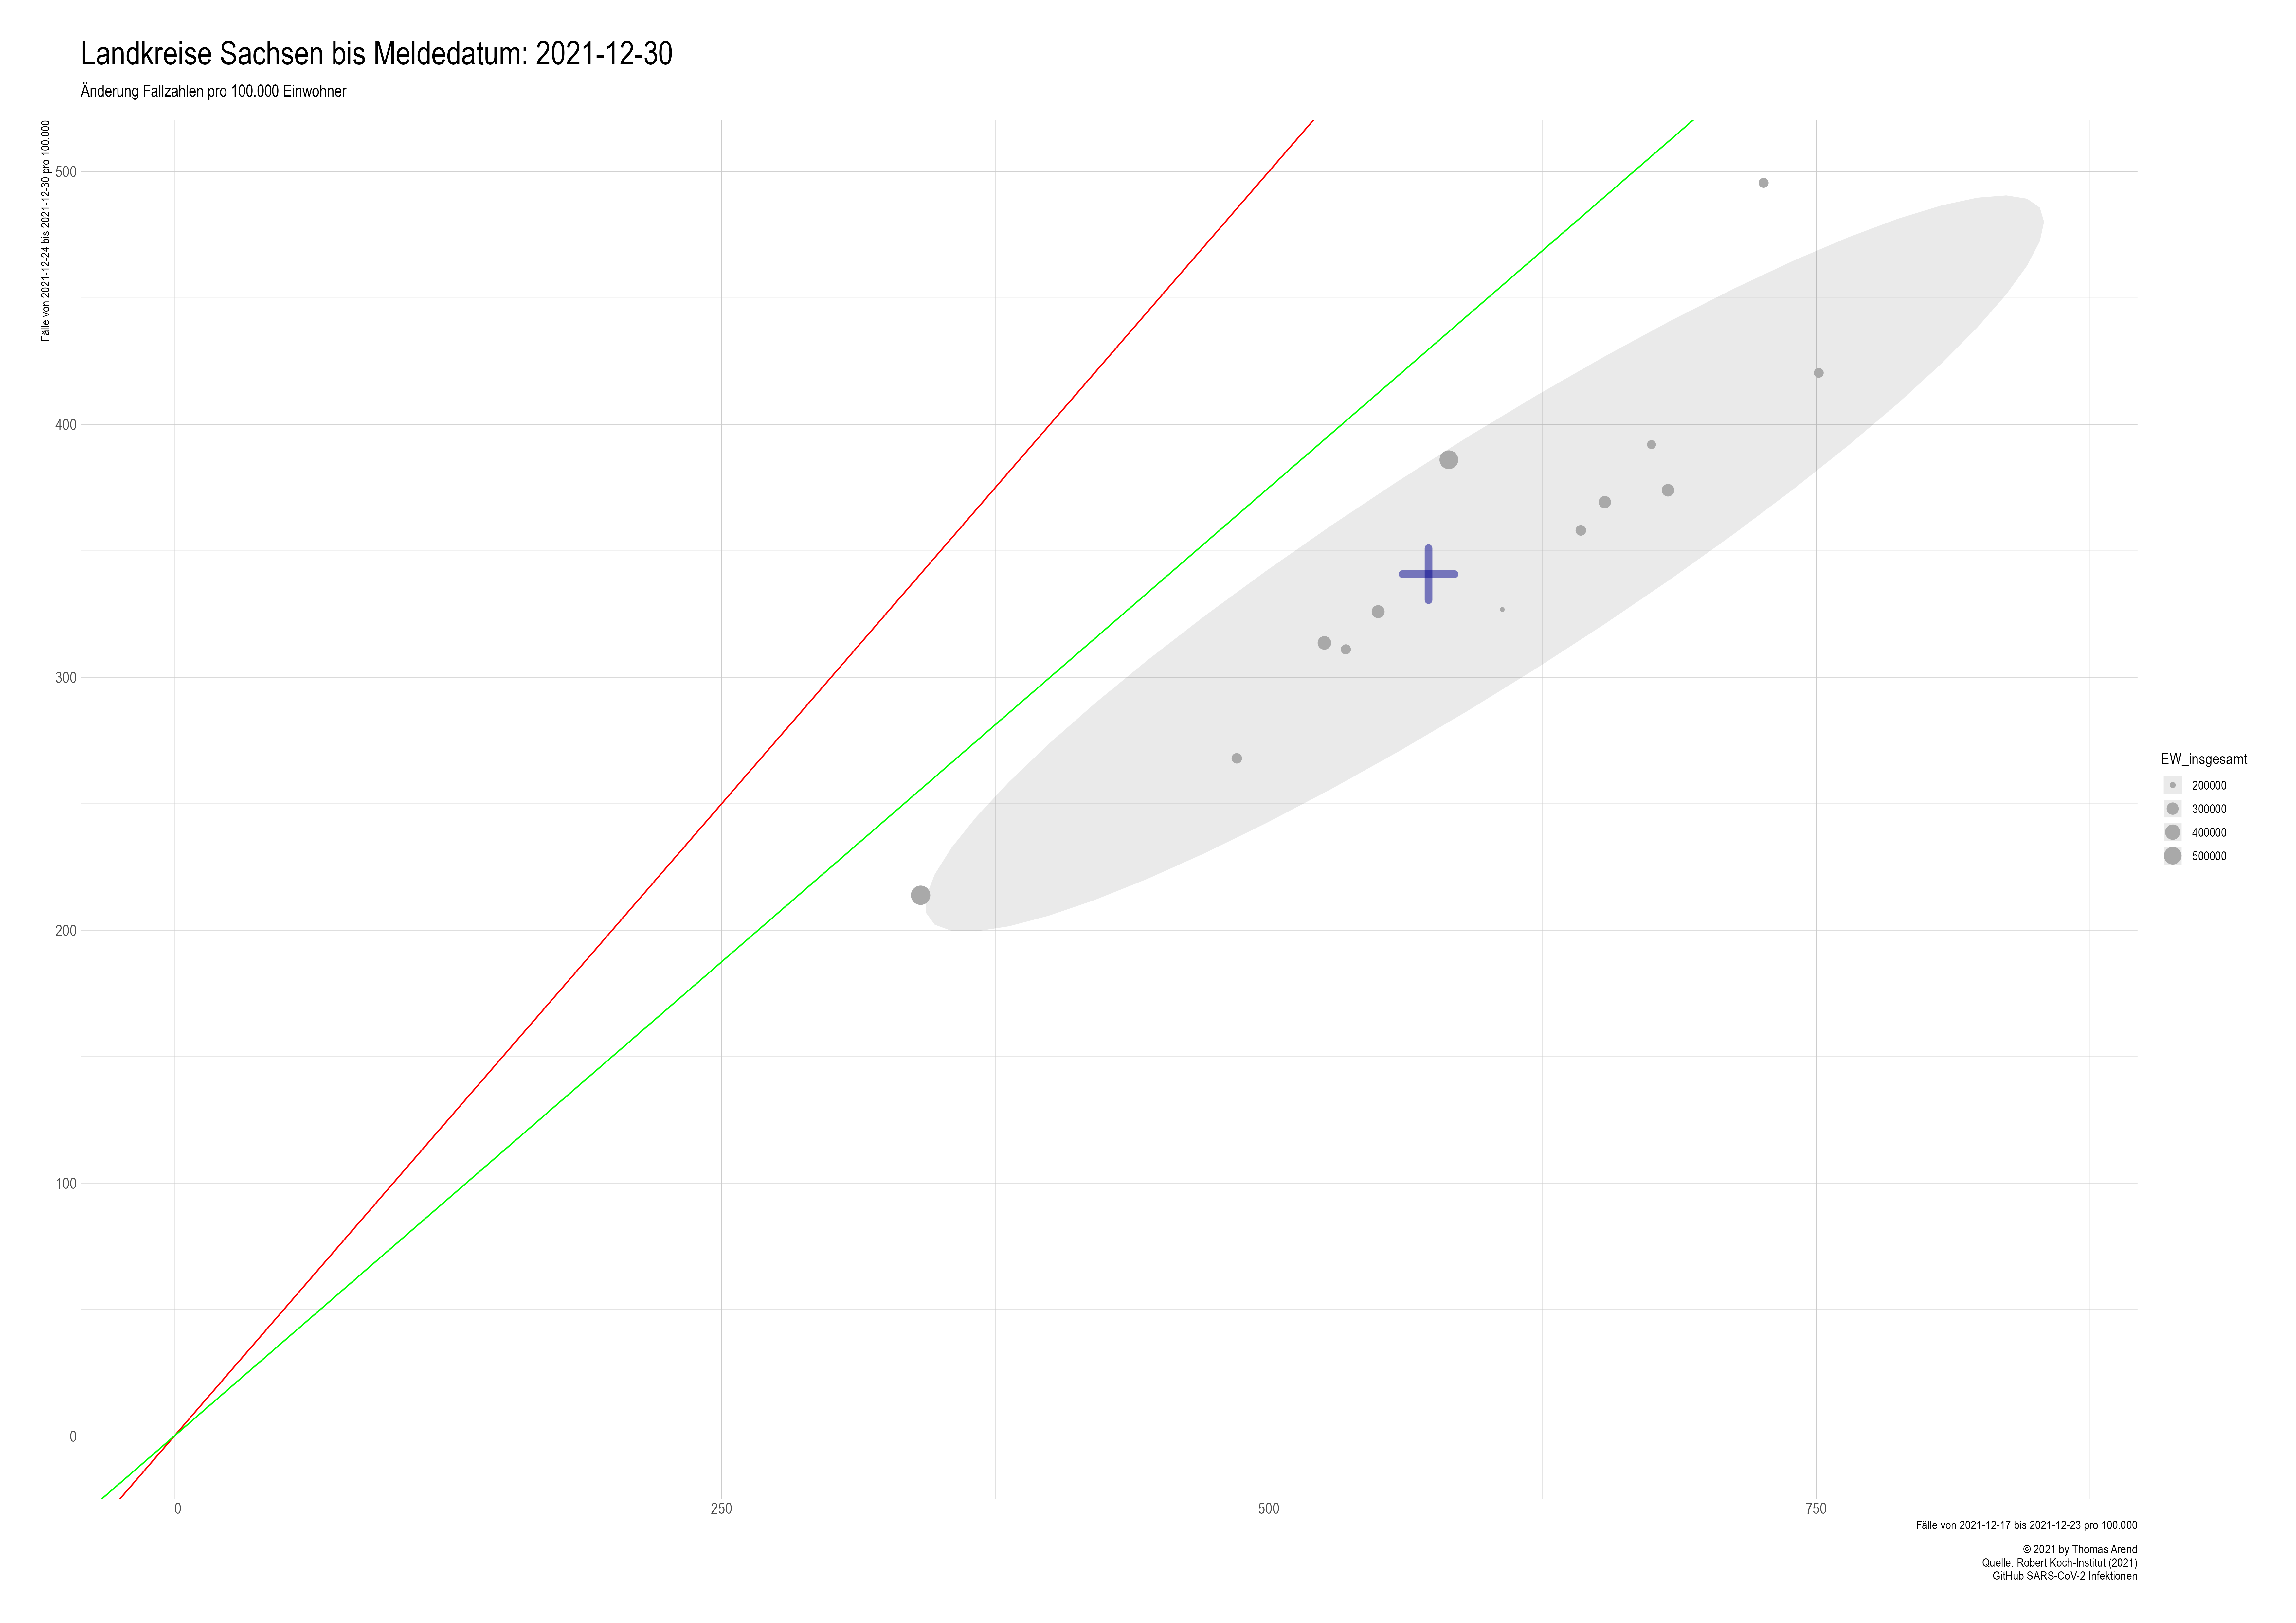 Landkreise Sachsen bis Meldedatum: 2021-12-30
Änderung Fallzahlen pro 100.000 Einwohner
Fälle von 2021-12-24 bis 2021-12-30 pro 100.000
500
400
300
200
100
0
0
250
500
750
Fälle von 2021-12-17 bis 2021-12-23 pro 100.000
EW_insgesamt
200000
300000
400000
500000
© 2021 by Thomas Arend
Quelle: Robert Koch-Institut (2021)
GitHub SARS-CoV-2 Infektionen